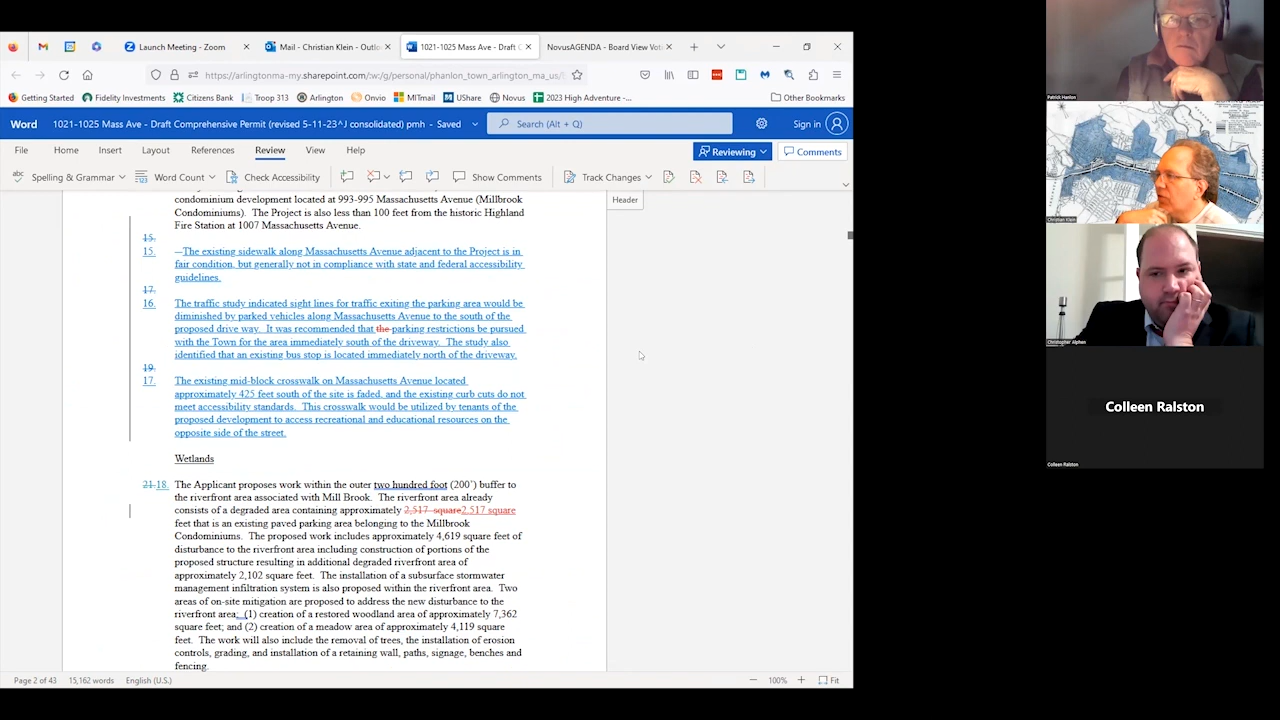 Launch Meeting - Zoom
Mail - Christian Klein - Outlo
1021-1025 Mass Ave - Draft C
NovusAGENDA - Board View Voti
https://arlingtonma-my.sharepoint.com/:w:/g/personal/phanlon_town_arlington_ma_us/
Getting Started
Fidelity Investments
Citizens Bank
Troop 313
Arlington
Onvio
MITmail
UShare
Novus
2023 High Adventure -...
Other Bookmarks
Word
1021-1025 Mass Ave - Draft Comprehensive Permit (revised 5-11-23^J consolidated) pmh - Saved
Search (Alt + Q)
sign in
File Home Insert Layout References Review View Help
Reviewing
Comments
Spelling & Grammar
Word Count
Check Accessibility
Show Comments
Track Changes
Header
condominium development located at 993-995 Massachusetts Avenue (Millbrook
Condominiums). The Project is also less than 100 feet from the historic Highland
Fire Station at 1007 Massachusetts Avenue.
15.
15. The existing sidewalk along Massachusetts Avenue adjacent to the Project is in
fair condition, but generally not in compliance with state and federal accessibility
guidelines.
17.
16. The traffic study indicated sight lines for traffic exiting the parking area would be
diminished by parked vehicles along Massachusetts Avenue to the south of the
proposed drive way. It was recommended that the parking restrictions be pursued
with the Town for the area immediately south of the driveway. The study also
identified that an existing bus stop is located immediately north of the driveway.
19.
17. The existing mid-block crosswalk on Massachusetts Avenue located
approximately 425 feet south of the site is faded, and the existing curb cuts do not
meet accessibility standards. This crosswalk would be utilized by tenants of the
proposed development to access recreational and educational resources on the
opposite side of the street.
Wetlands
21.18. The Applicant proposes work within the outer two hundred foot (200') buffer to
the riverfront area associated with Mill Brook. The riverfront area already
consists of a degraded area containing approximately 2,517 square2,517 square
feet that is an existing paved parking area belonging to the Millbrook
Condominiums. The proposed work includes approximately 4,619 square feet of
disturbance to the riverfront area including construction of portions of the
proposed structure resulting in additional degraded riverfront area of
approximately 2,102 square feet. The installation of a subsurface stormwater
management infiltration system is also proposed within the riverfront area. Two
areas of on-site mitigation are proposed to address the new disturbance to the
riverfront area: (1) creation of a restored woodland area of approximately 7,362
square feet; and (2) creation of a meadow area of approximately 4,119 square
feet. The work will also include the removal of trees, the installation of erosion
controls, grading, and installation of a retaining wall, paths, signage, benches and
fencing.
Page 2 of 43
15,162 words
English (U.S.)
100%
Fit
Patrick Hanlon
Christian Klein
Christopher Alphen
Colleen Ralston
Colleen Ralston